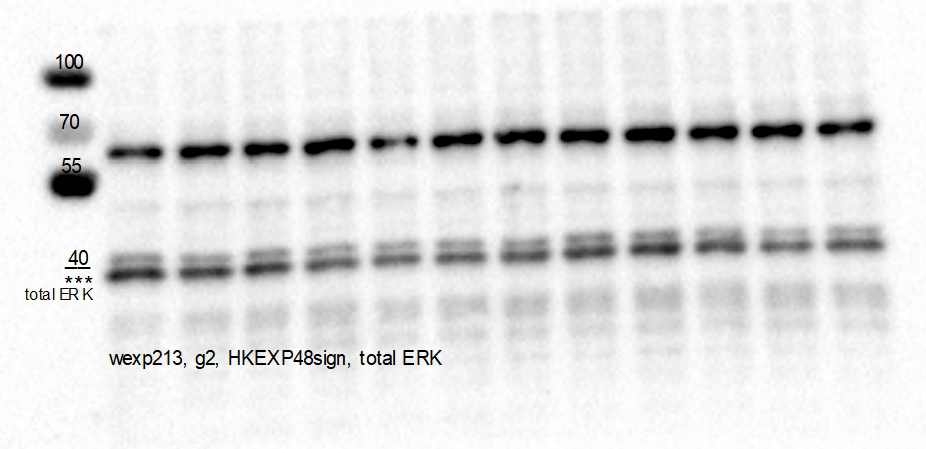 100
70
55
40
***
total ERK
wexp213, g2, HKEXP48sign, total ERK